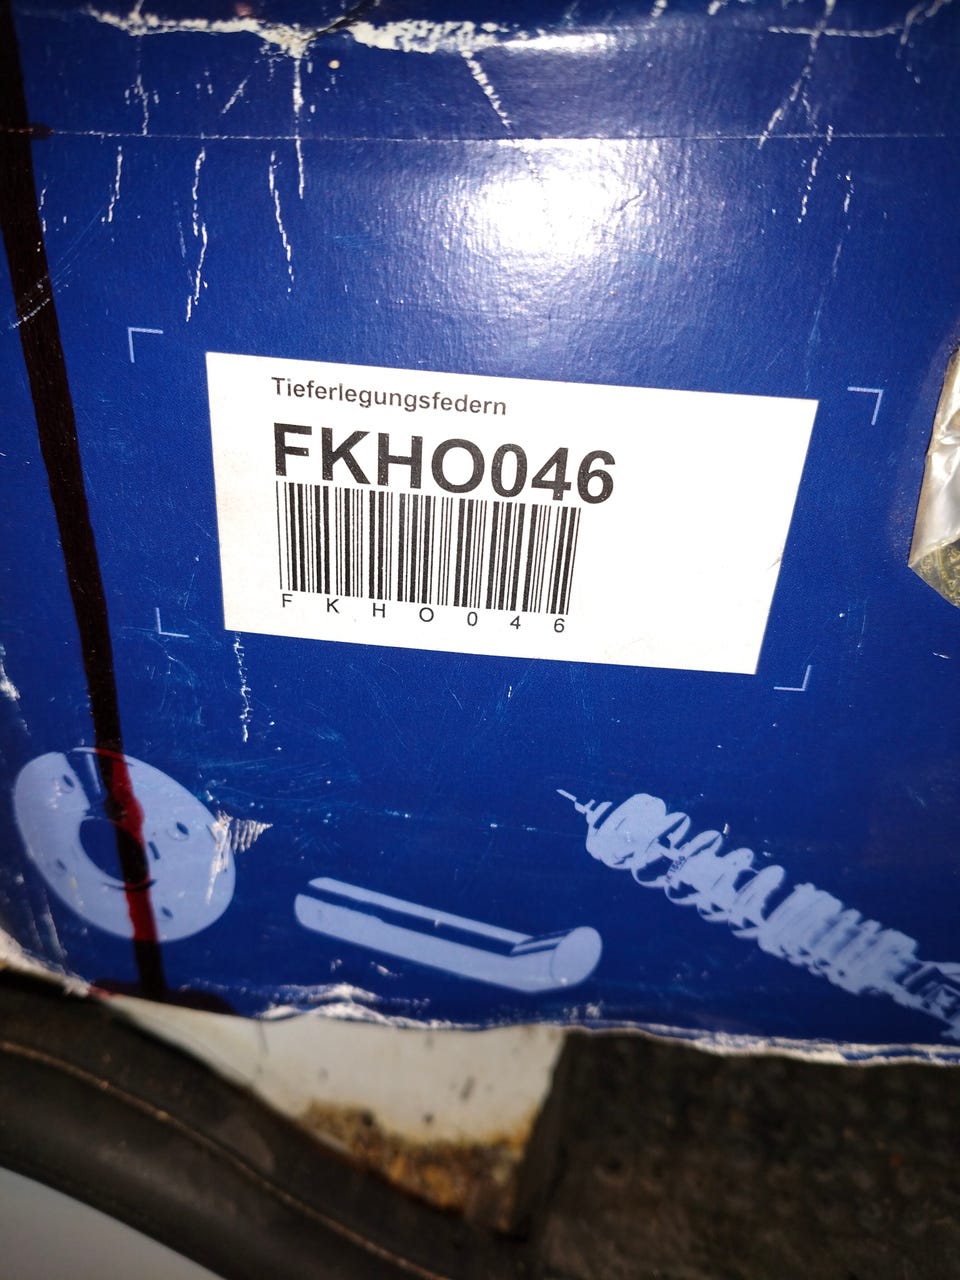 Tieferlegungsfedern
FKHO046
F K H O 0 4 6